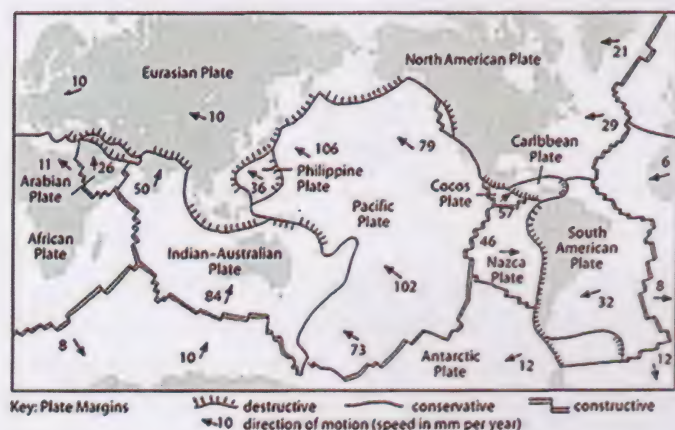 21
10
Eurasian Plate
North American Plate
10
29
106
79
Caribbean
Plate
6
11
26
Arabian
Plate
50
36
Philippine
Plate
Cocos
Plate
57
Pacific
Plate
African
Plate
Indian–Australian
Plate
46
Nazca
Plate
South
American
Plate
84
102
32
8
8
10
73
Antarctic
Plate
12
12
Key: Plate Margins
destructive
conservative
constructive
10 direction of motion (speed in mm per year)